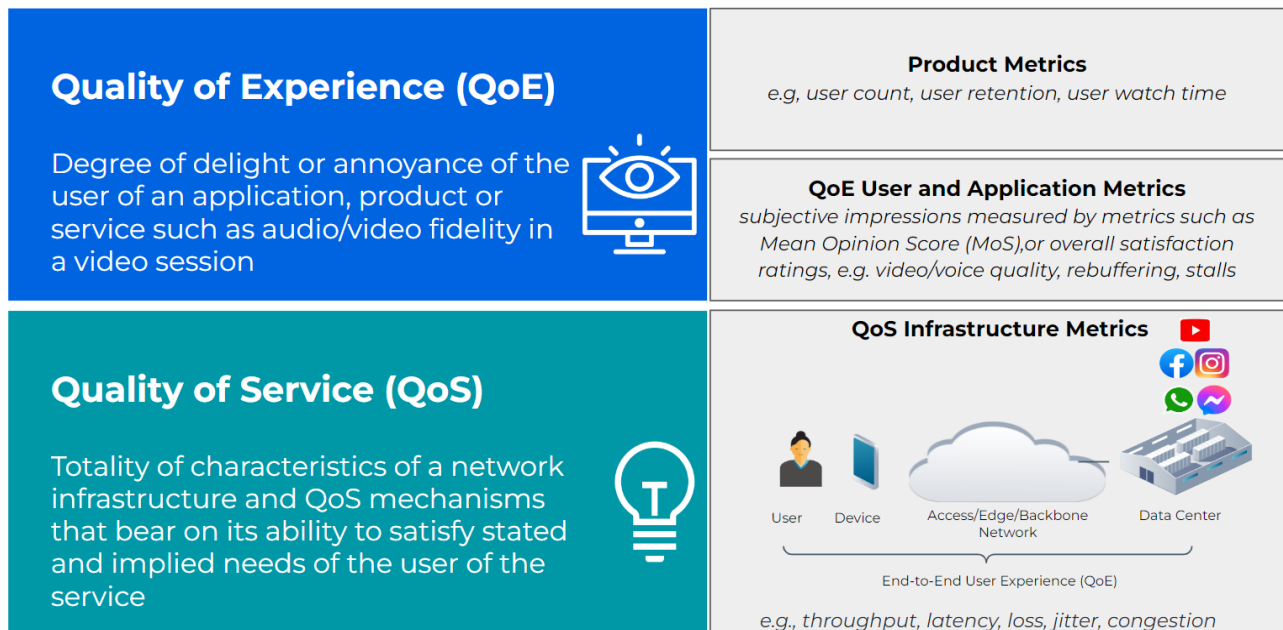 Quality of Experience (QoE)
Degree of delight or annoyance of the
user of an application, product or
service such as audio/video fidelity in
a video session
Product Metrics
e.g, user count, user retention, user watch time
QoE User and Application Metrics
subjective impressions measured by metrics such as
Mean Opinion Score (MoS),or overall satisfaction
ratings, e.g. video/voice quality, rebuffering, stalls
Quality of Service (QoS)
Totality of characteristics of a network
infrastructure and QoS mechanisms
that bear on its ability to satisfy stated
and implied needs of the user of the
service
T
QoS Infrastructure Metrics
User
Device
Access/Edge/Backbone
Network
Data Center
End-to-End User Experience (QoE)
e.g., throughput, latency, loss, jitter, congestion